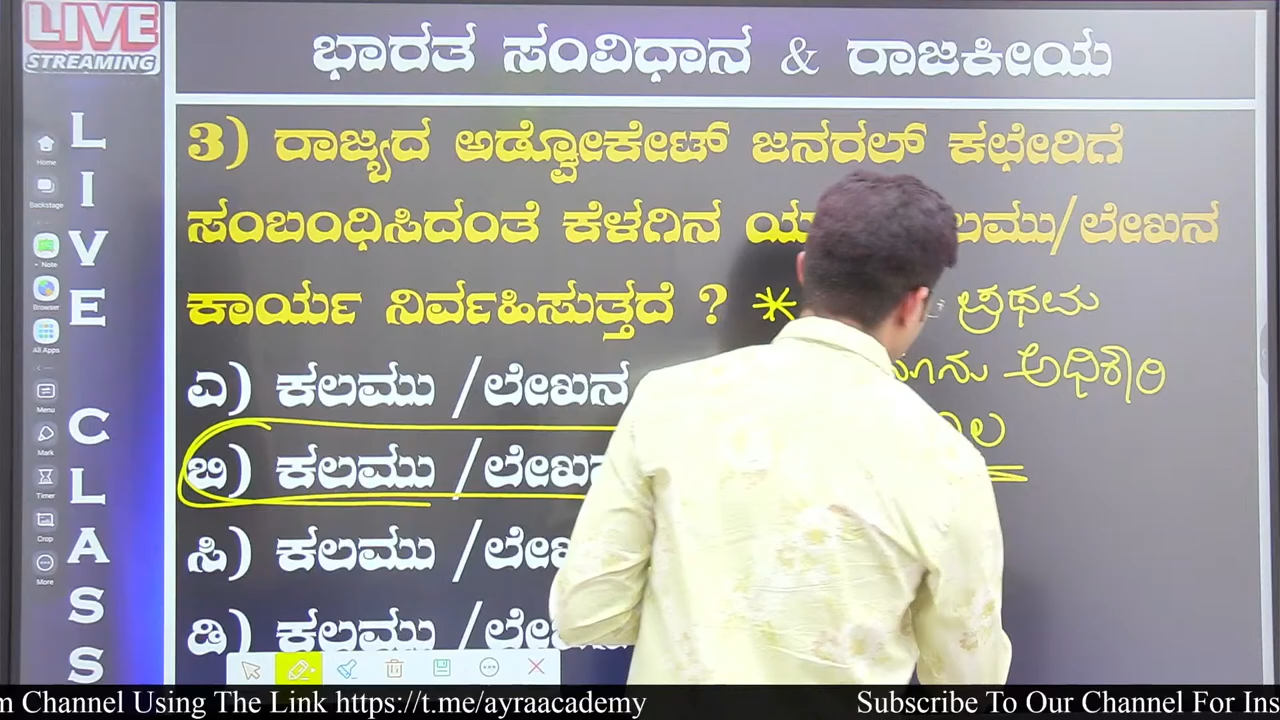 LIVE
STREAMING
ಭಾರತ ಸಂವಿಧಾನ & ರಾಜಕೀಯ
LIVE CLASS
Home
Backstage
Note
Browser
All Apps
Menu
Mark
Timer
Crop
More
3) ರಾಜ್ಯದ ಅಡ್ವೋಕೇಟ್ ಜನರಲ್ ಕಛೇರಿಗೆ
ಸಂಬಂಧಿಸಿದಂತೆ ಕೆಳಗಿನ /ಲೇಖನ
ಕಾರ್ಯ ನಿರ್ವಹಿಸುತ್ತದೆ ? * ಪ್ರಥಮ
ಅಧಿಕಾರಿ
ಎ) ಕಲಮು /ಲೇಖನ
ಬಿ) ಕಲಮು /
ಸಿ) ಕಲಮು /
ಡಿ) ಕಲಮು /
Channel Using The Link https://t.me/ayraacademy
Subscribe To Our Channel For